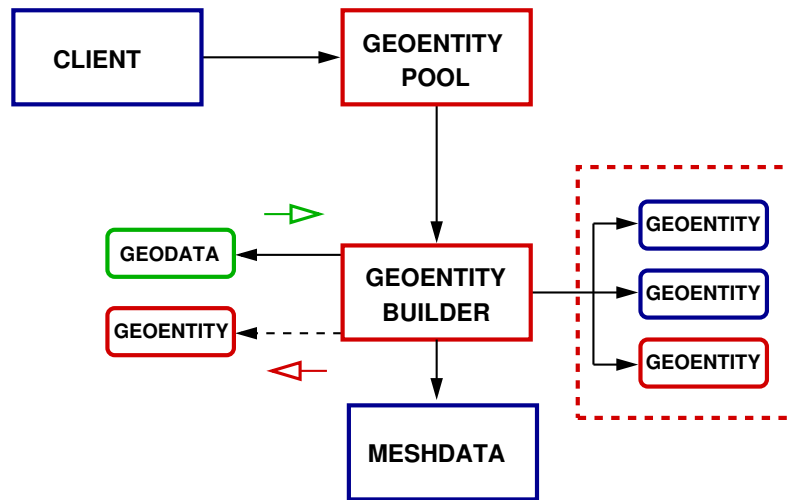 CLIENT
GEOENTITY
POOL
GEODATA
GEOENTITY
GEOENTITY
BUILDER
GEOENTITY
GEOENTITY
GEOENTITY
MESHDATA